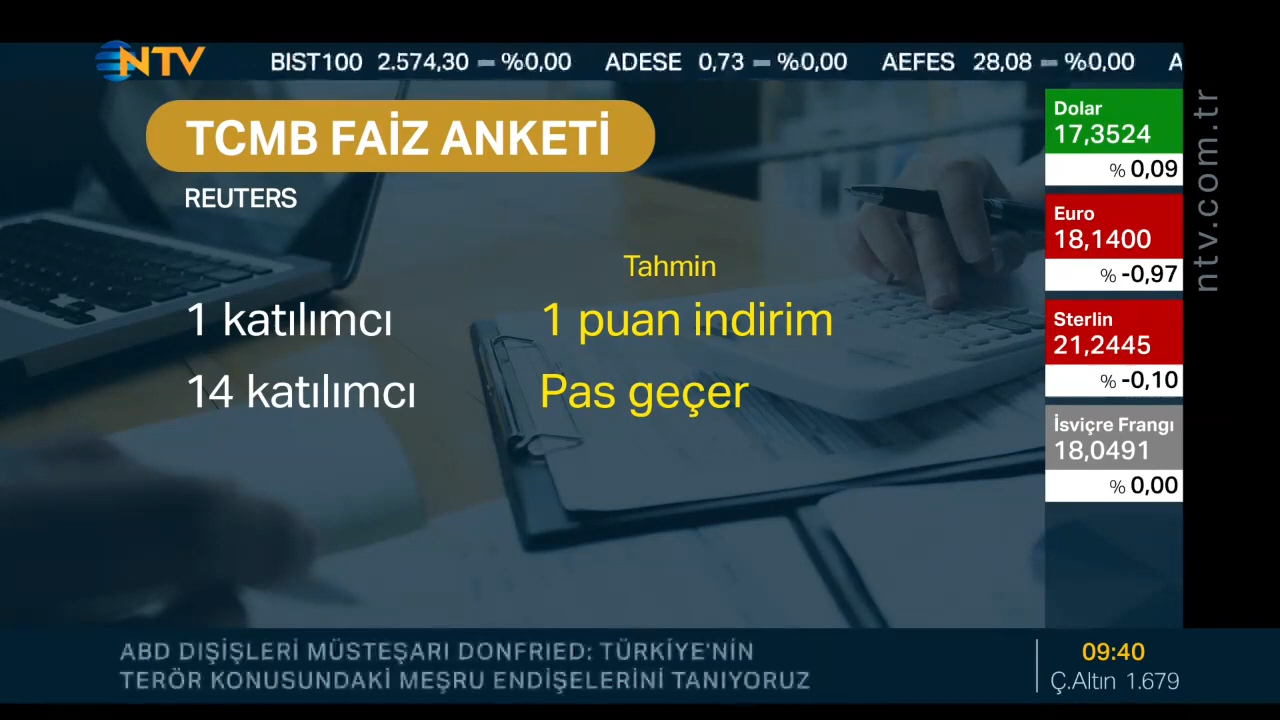 NTV
BIST100 2.574,30 %0,00 ADESE 0,73 %0,00 AEFES 28,08 %0,00 A
TCMB FAİZ ANKETİ
REUTERS
Tahmin
1 katılımcı 1 puan indirim
14 katılımcı Pas geçer
Dolar
17,3524
% 0,09
Euro
18,1400
% -0,97
Sterlin
21,2445
% -0,10
İsviçre Frangı
18,0491
% 0,00
ntv.com.tr
ABD DIŞİŞLERİ MÜSTEŞARI DONFRIED: TÜRKİYE'NİN
TERÖR KONUSUNDAKİ MEŞRU ENDİŞELERİNİ TANIYORUZ
09:40
Ç.Altın 1.679